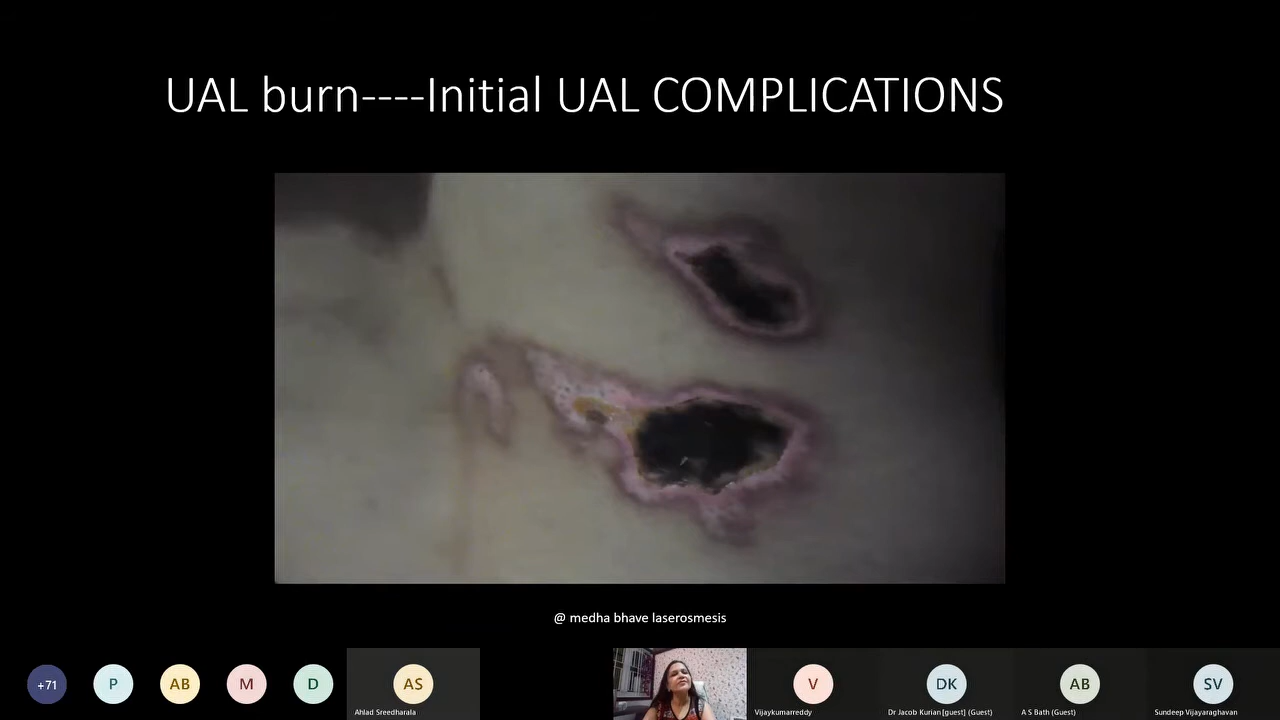 UAL burn----Initial UAL COMPLICATIONS
@ medha bhave laserosmesis
+71
P
AB
M
D
AS
V
DK
AB
SV
Ahlad Sreedharala
Vijaykumarreddy
Dr Jacob Kurian[guest] (Guest)
A S Bath (Guest)
Sundeep Vijayaraghavan